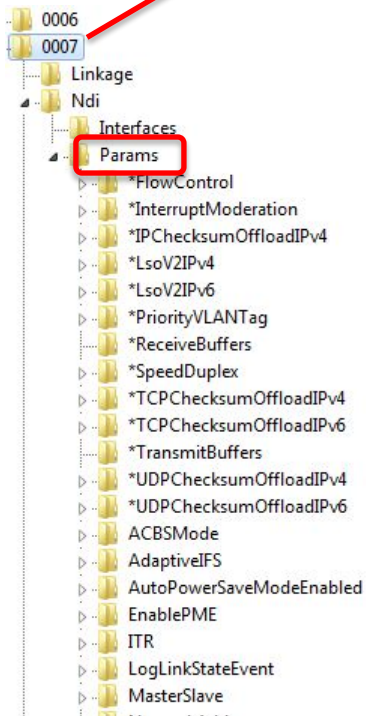 0006
0007
Linkage
Ndi
Interfaces
Params
*FlowControl
*InterruptModeration
*IPChecksumOffloadIPv4
*LsoV2IPv4
*LsoV2IPv6
*PriorityVLANTag
*ReceiveBuffers
*SpeedDuplex
*TCPChecksumOffloadIPv4
*TCPChecksumOffloadIPv6
*TransmitBuffers
*UDPChecksumOffloadIPv4
*UDPChecksumOffloadIPv6
ACBSMode
AdaptiveIFS
AutoPowerSaveModeEnabled
EnablePME
ITR
LogLinkStateEvent
MasterSlave